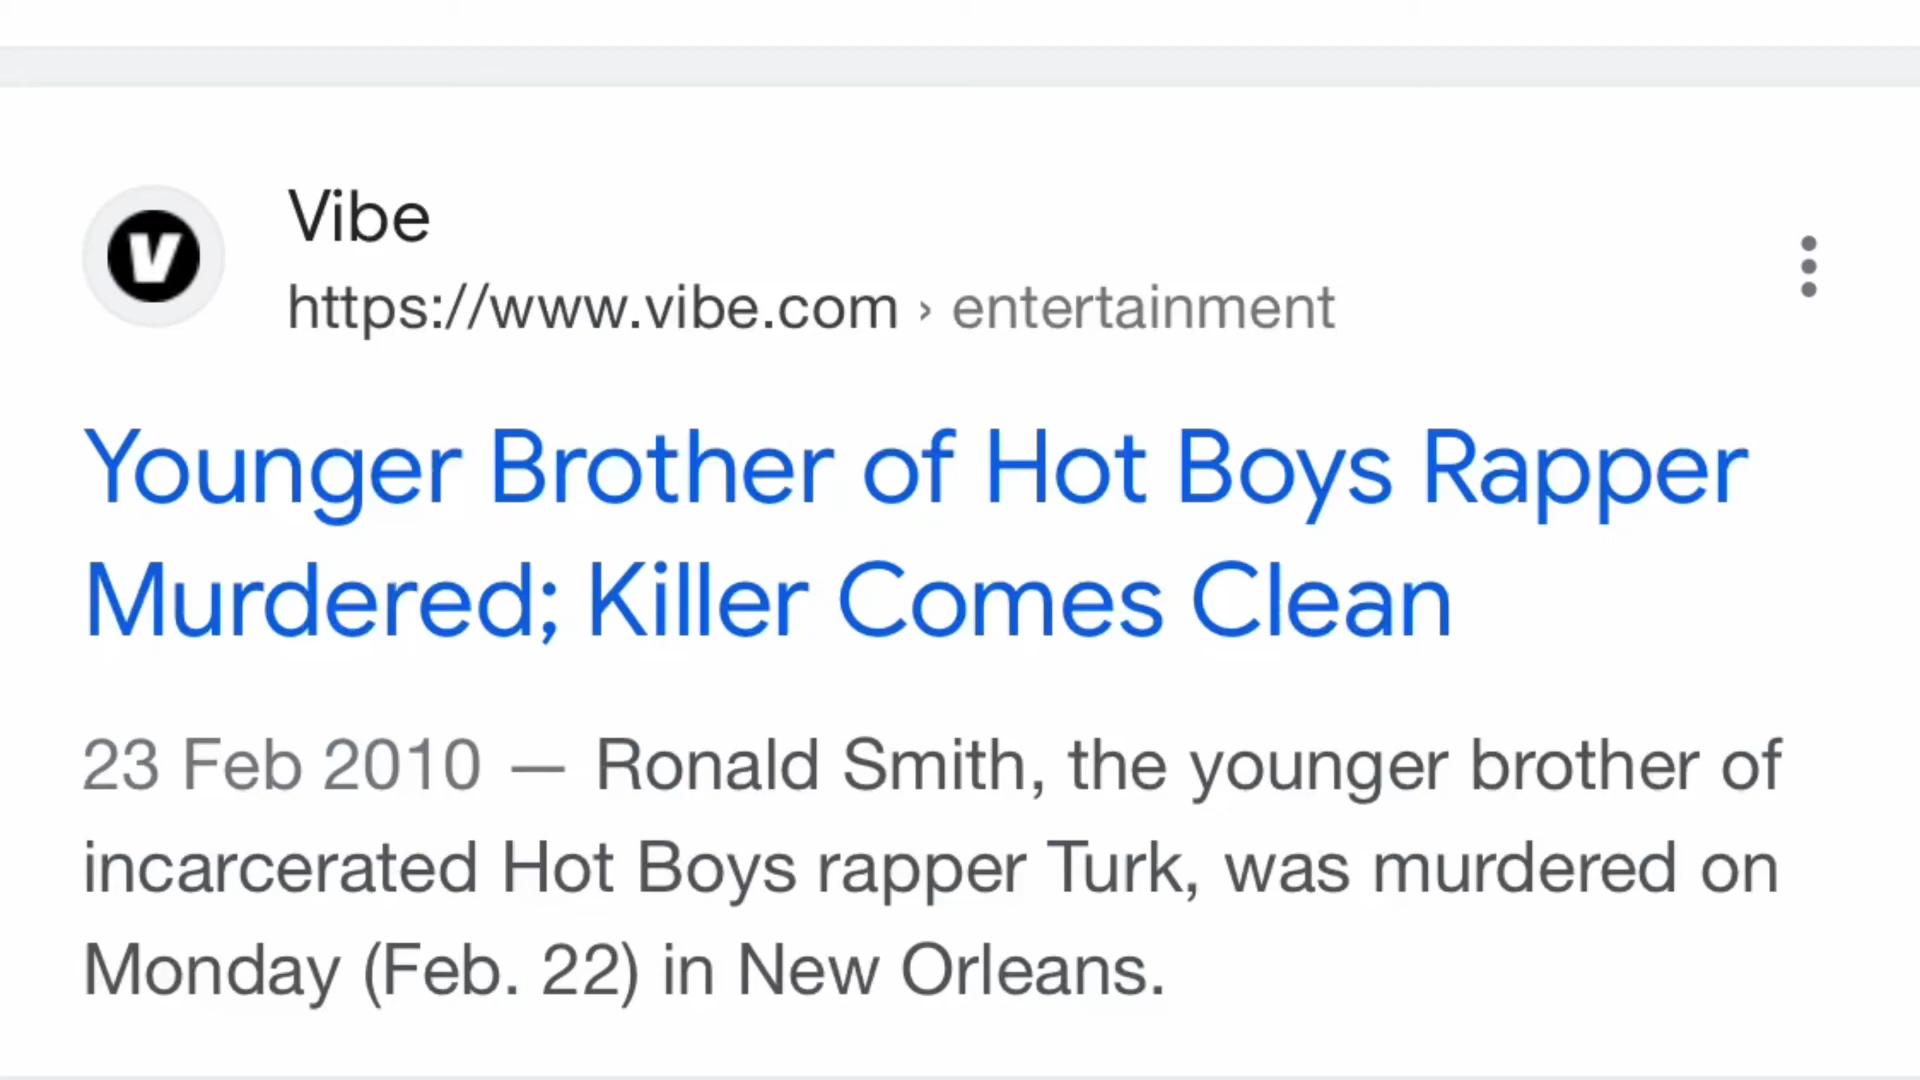 Vibe
https://www.vibe.com › entertainment
Younger Brother of Hot Boys Rapper
Murdered; Killer Comes Clean
23 Feb 2010 — Ronald Smith, the younger brother of
incarcerated Hot Boys rapper Turk, was murdered on
Monday (Feb. 22) in New Orleans.